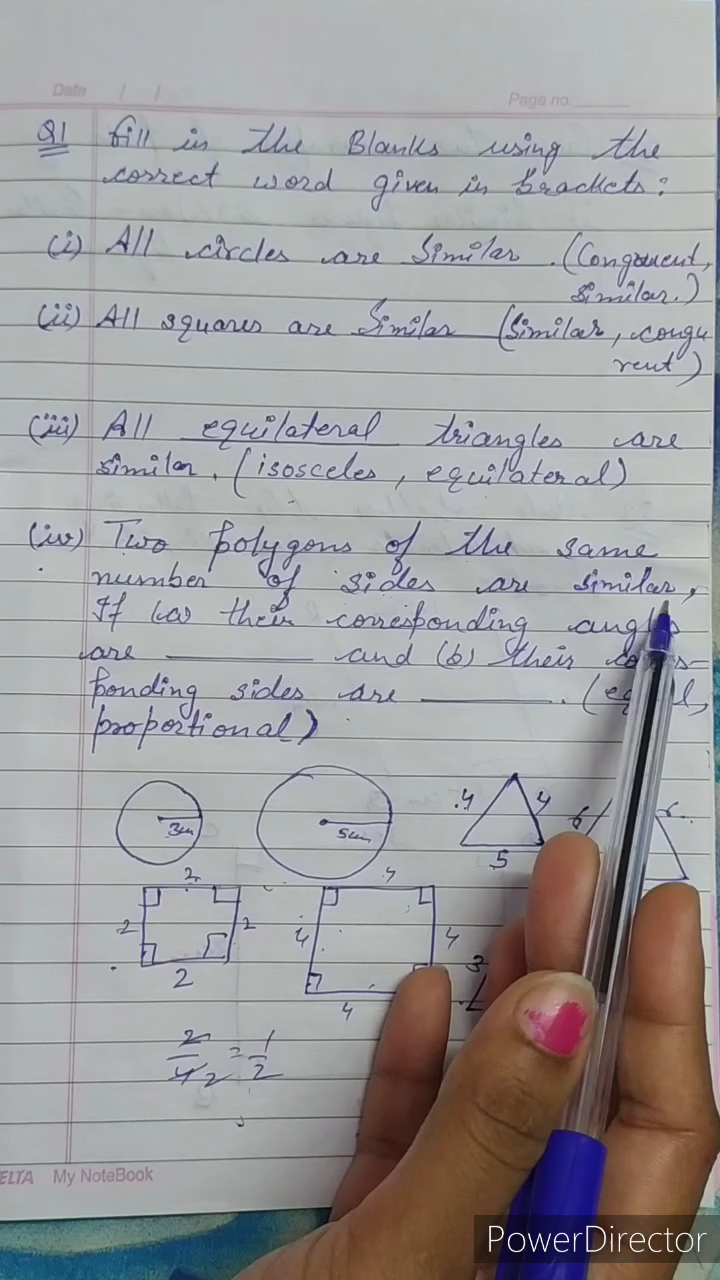 Date / /
Page no.
Q1 fill in the Blanks using the
correct word given in brackets:
(i) All circles are Similar. (Congruent,
similar.)
(ii) All squares are Similar (Similar, congu
rent)
(iii) All equilateral triangles are
similar. (isosceles, equilateral)
(iv) Two polygons of the same
number of sides are similar,
If (a) their corresponding angles
are ______ and (b) their
ponding sides are ______. (
proportional)
3cm
5cm
4 4
5
6 6
2
2 2
2
4
4 4
4
3
2/42 = 1/2
ELTA My NoteBook
PowerDirector